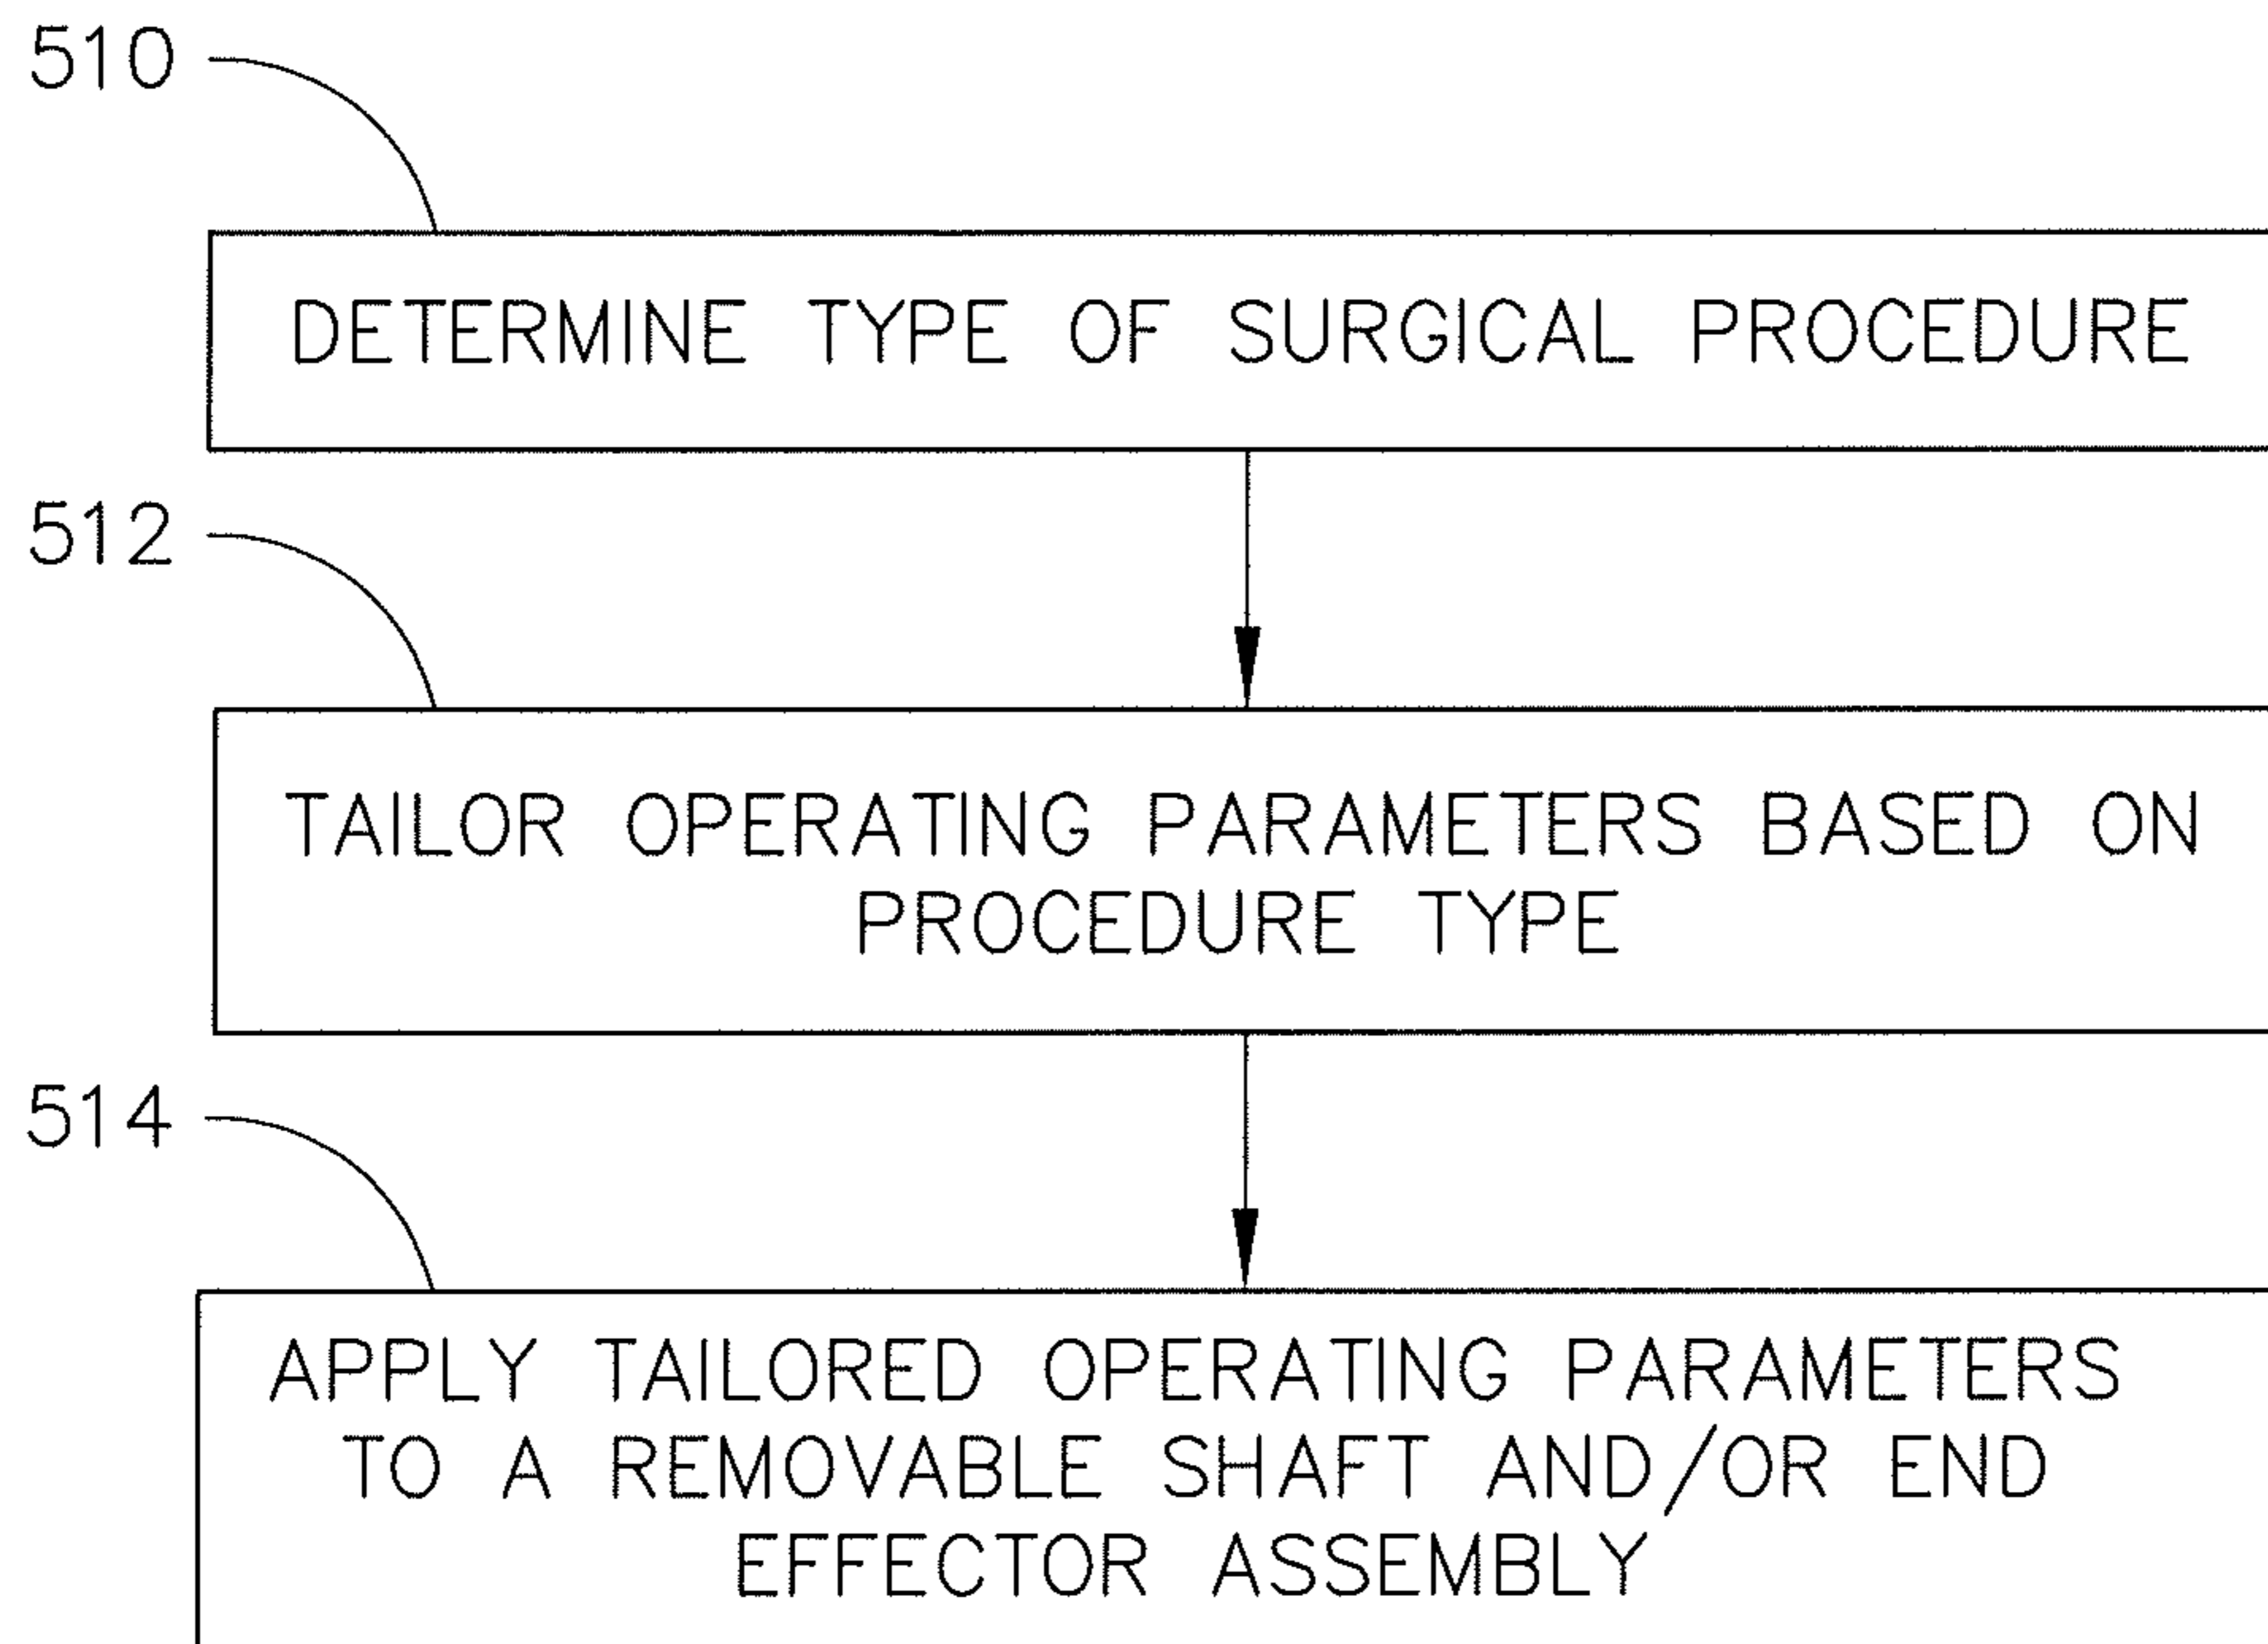 510
DETERMINE TYPE OF SURGICAL PROCEDURE
512
TAILOR OPERATING PARAMETERS BASED ON
PROCEDURE TYPE
514
APPLY TAILORED OPERATING PARAMETERS
TO A REMOVABLE SHAFT AND/OR END
EFFECTOR ASSEMBLY